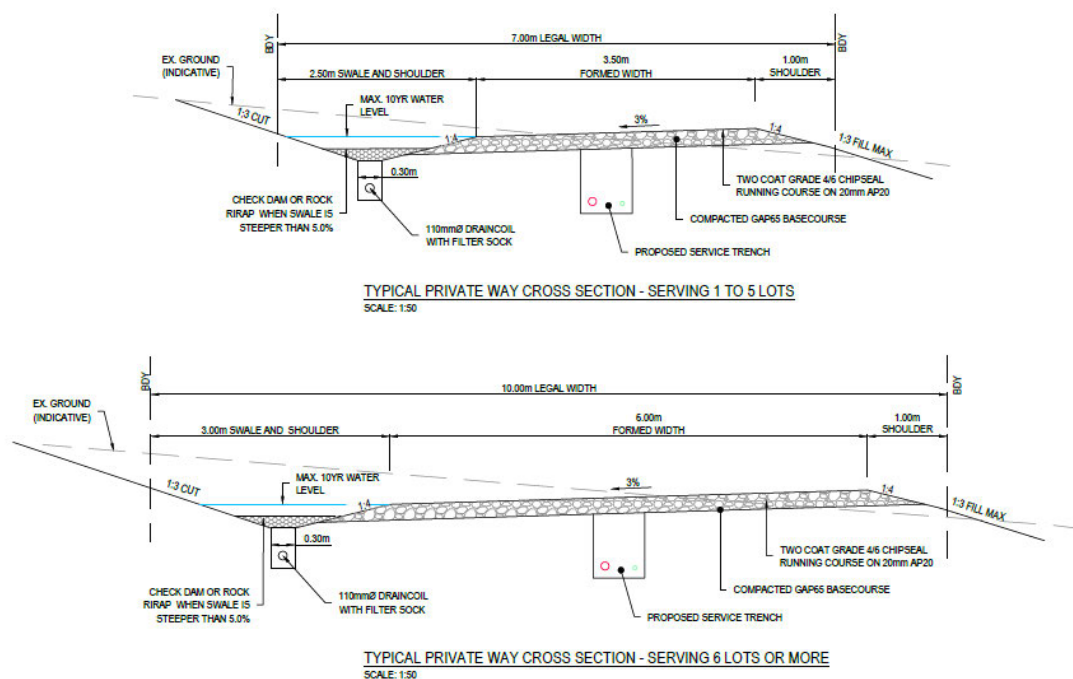 BDY
7.00m LEGAL WIDTH
BDY
EX. GROUND
(INDICATIVE)
2.50m SWALE AND SHOULDER
3.50m
FORMED WIDTH
1.00m
SHOULDER
1:3 CUT
MAX. 10YR WATER
LEVEL
1:4
3%
1:4
1:3 FILL MAX
CHECK DAM OR ROCK
RIRAP WHEN SWALE IS
STEEPER THAN 5.0%
0.30m
110mmØ DRAINCOIL
WITH FILTER SOCK
TWO COAT GRADE 4/6 CHIPSEAL
RUNNING COURSE ON 20mm AP20
COMPACTED GAP65 BASECOURSE
PROPOSED SERVICE TRENCH
TYPICAL PRIVATE WAY CROSS SECTION - SERVING 1 TO 5 LOTS
SCALE: 1:50
BDY
10.00m LEGAL WIDTH
BDY
EX. GROUND
(INDICATIVE)
3.00m SWALE AND SHOULDER
6.00m
FORMED WIDTH
1.00m
SHOULDER
1:3 CUT
MAX. 10YR WATER
LEVEL
1:4
3%
1:4
1:3 FILL MAX
CHECK DAM OR ROCK
RIRAP WHEN SWALE IS
STEEPER THAN 5.0%
0.30m
110mmØ DRAINCOIL
WITH FILTER SOCK
TWO COAT GRADE 4/6 CHIPSEAL
RUNNING COURSE ON 20mm AP20
COMPACTED GAP65 BASECOURSE
PROPOSED SERVICE TRENCH
TYPICAL PRIVATE WAY CROSS SECTION - SERVING 6 LOTS OR MORE
SCALE: 1:50